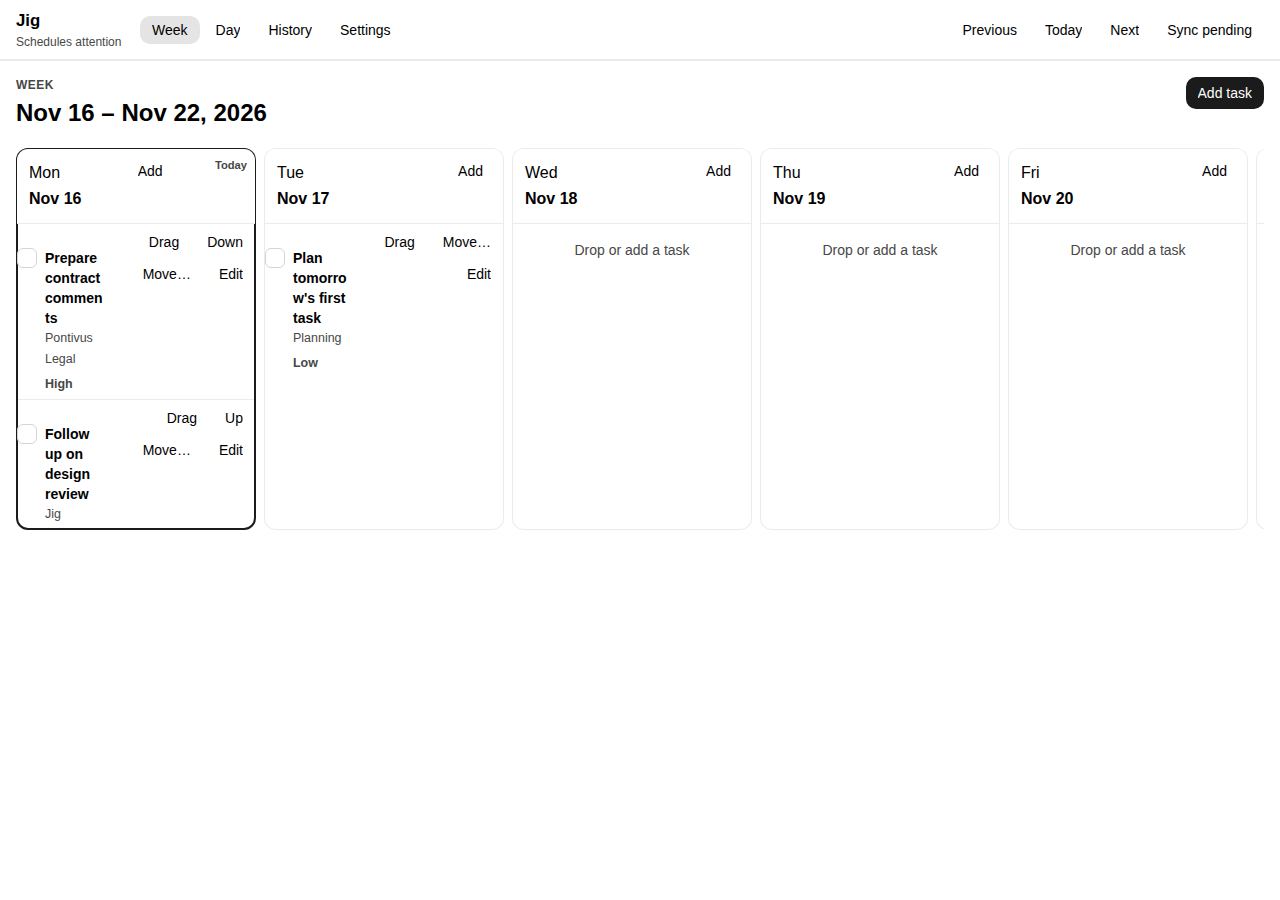 Jig
Schedules attention
Week Day History Settings
Previous Today Next Sync pending
WEEK
Nov 16 – Nov 22, 2026
Add task
Mon Add Today
Nov 16
Drag Down
Move… Edit
Prepare
contract
commen
ts
Pontivus
Legal
High
Drag Up
Move… Edit
Follow
up on
design
review
Jig
Tue Add
Nov 17
Drag Move…
Edit
Plan
tomorro
w's first
task
Planning
Low
Wed Add
Nov 18
Drop or add a task
Thu Add
Nov 19
Drop or add a task
Fri Add
Nov 20
Drop or add a task